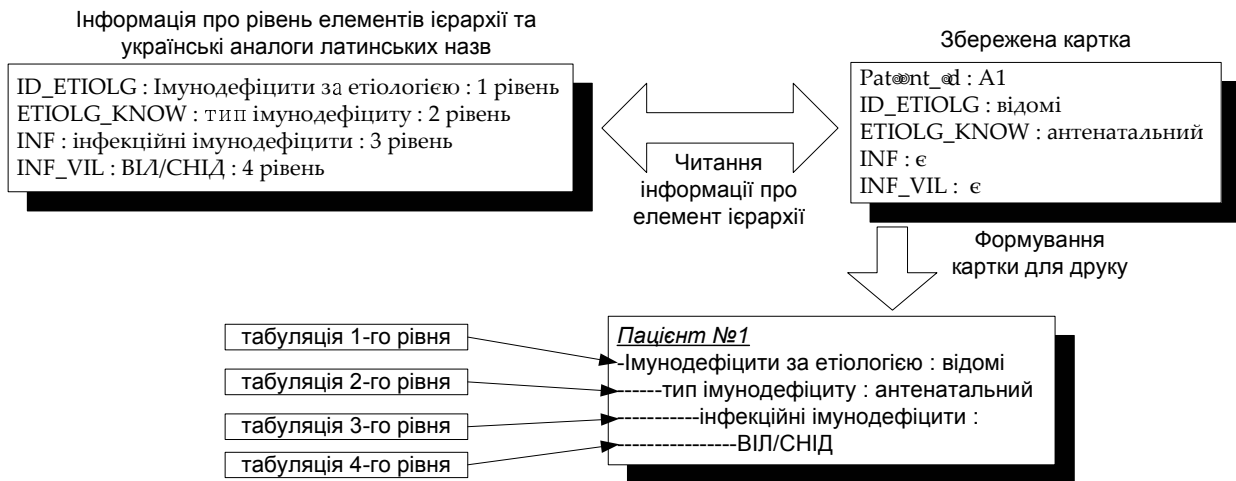 Інформація про рівень елементів ієрархії та
українські аналоги латинських назв
ID_ETIOLG : Імунодефіцити за етіологією : 1 рівень
ETIOLG_KNOW : тип імунодефіциту : 2 рівень
INF : інфекційні імунодефіцити : 3 рівень
INF_VIL : ВІЛ/СНІД : 4 рівень
Читання
інформації про
елемент ієрархії
Збережена картка
Pat@@nt_@d : A1
ID_ETIOLG : відомі
ETIOLG_KNOW : антенатальний
INF : є
INF_VIL : є
Формування
картки для друку
табуляція 1-го рівня
табуляція 2-го рівня
табуляція 3-го рівня
табуляція 4-го рівня
Пацієнт №1
-Імунодефіцити за етіологією : відомі
------тип імунодефіциту : антенатальний
-----------інфекційні імунодефіцити :
----------------ВІЛ/СНІД